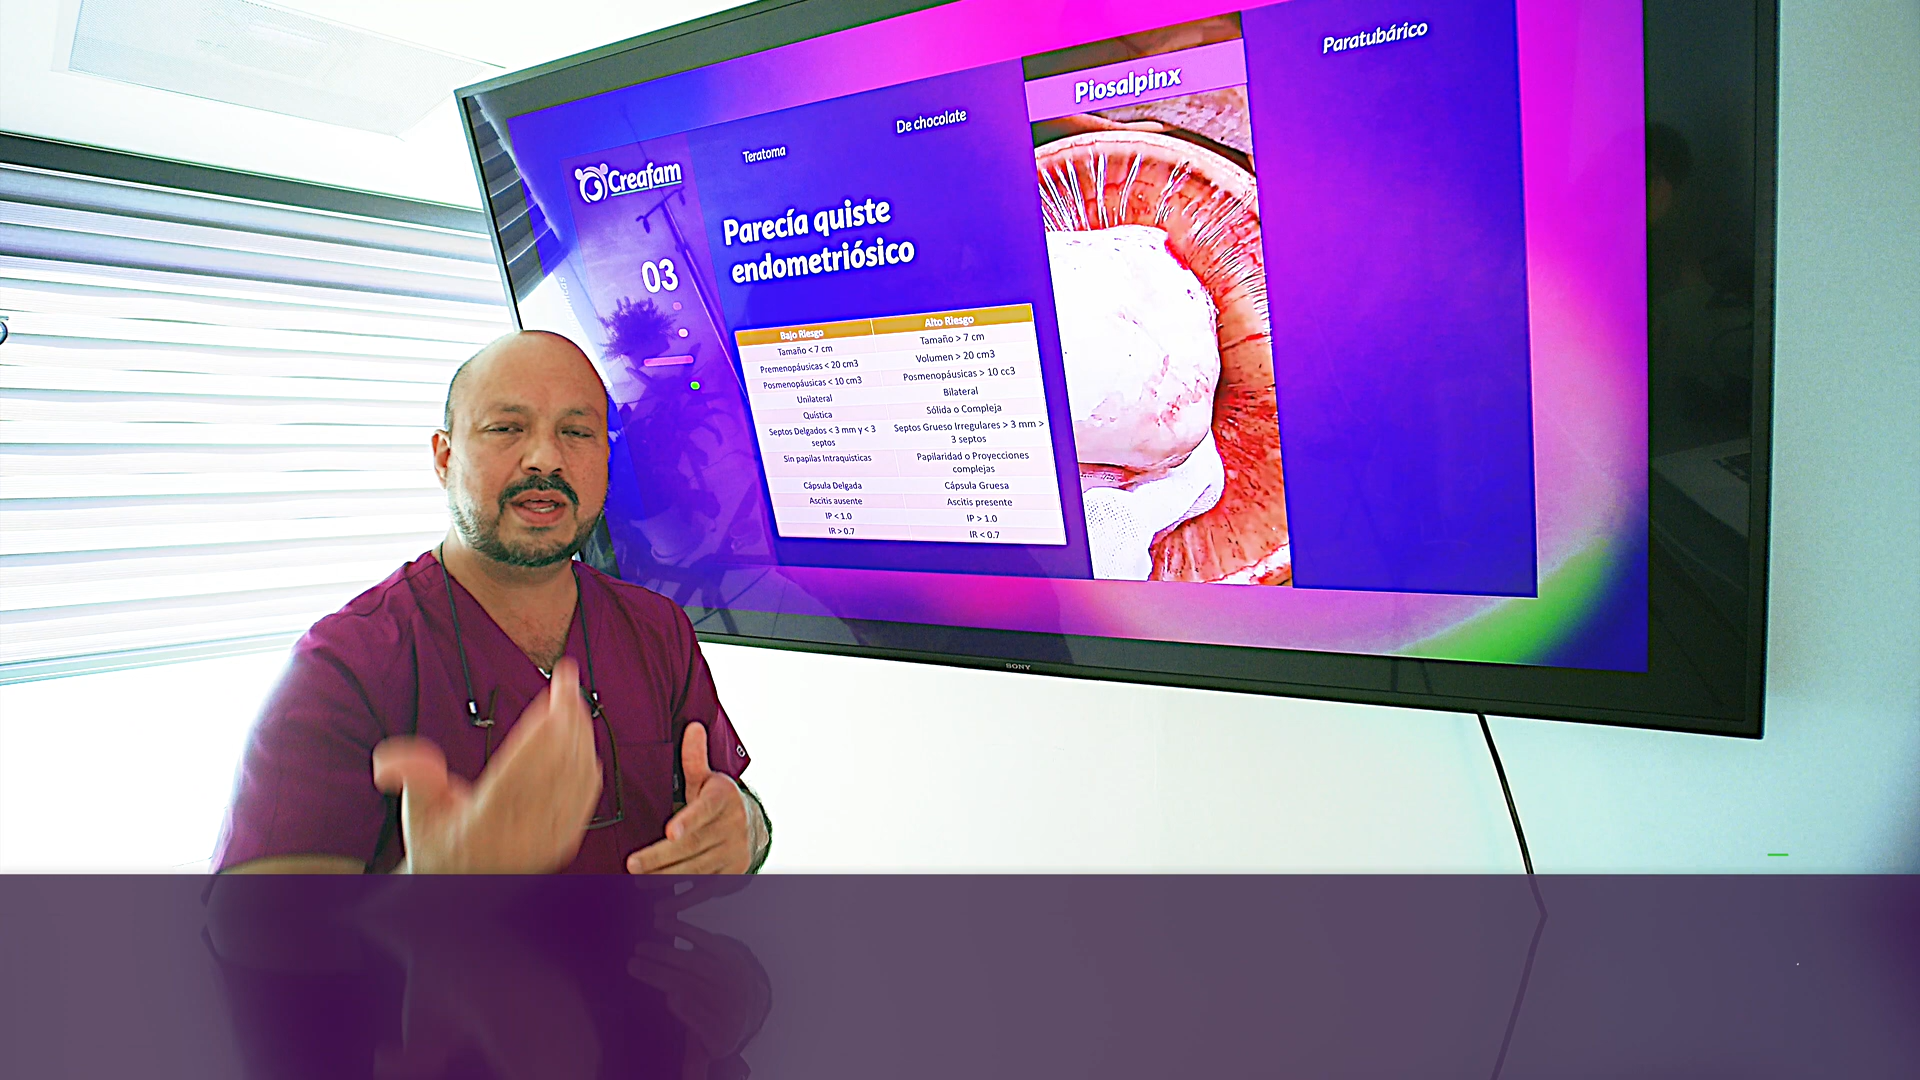 Creafam
03
Teratoma
De chocolate
Piosalpinx
Paratubárico
Parecía quiste
endometriósico
Bajo Riesgo
Alto Riesgo
Tamaño < 7 cm
Tamaño > 7 cm
Premenopáusicas < 20 cm3
Volumen > 20 cm3
Posmenopáusicas < 10 cm3
Posmenopáusicas > 10 cc3
Unilateral
Bilateral
Quística
Sólida o Compleja
Septos Delgados < 3 mm y < 3
septos
Septos Grueso Irregulares > 3 mm >
3 septos
Sin papilas Intraquisticas
Papilaridad o Proyecciones
complejas
Cápsula Delgada
Cápsula Gruesa
Ascitis ausente
Ascitis presente
IP < 1.0
IP > 1.0
IR > 0.7
IR < 0.7
SONY